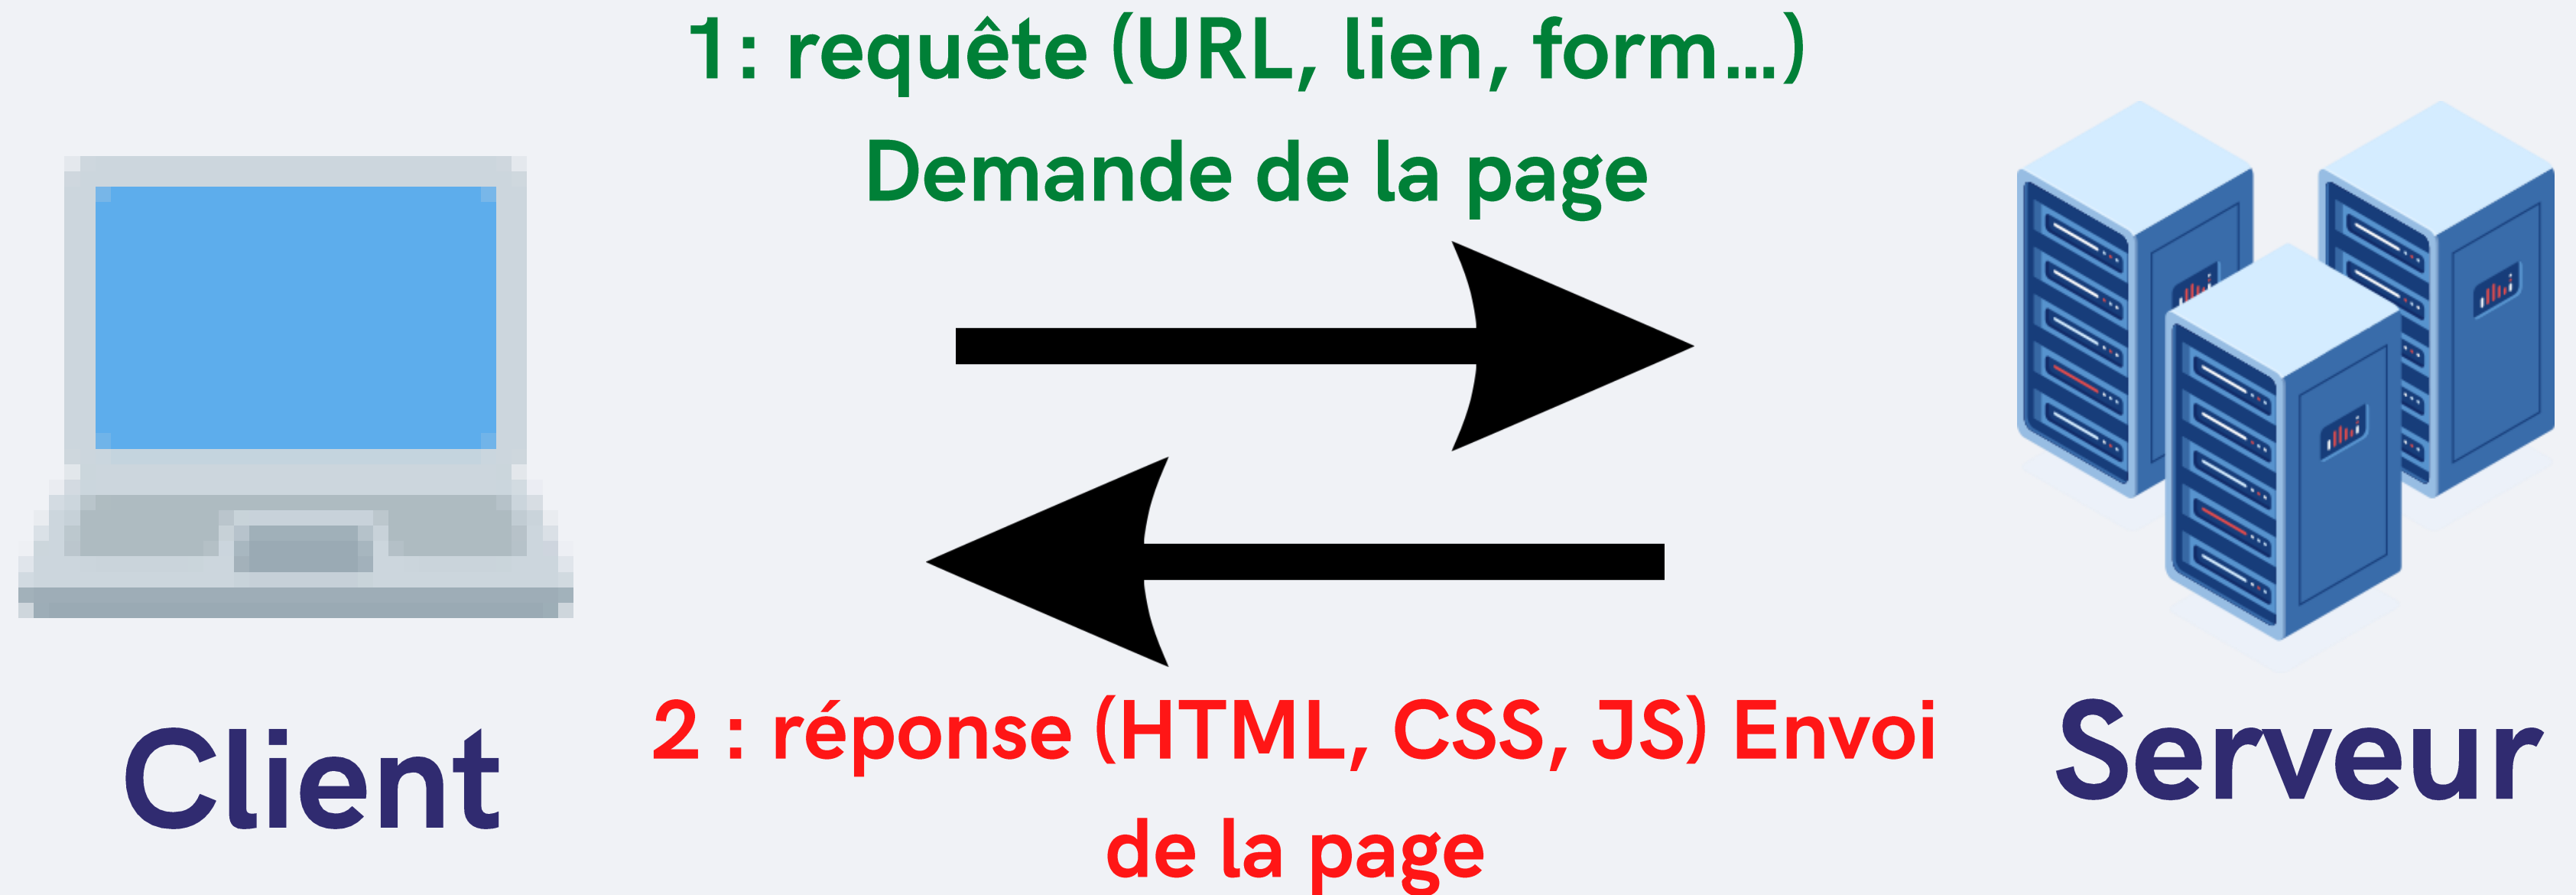 1: requête (URL, lien, form...)
Demande de la page
2 : réponse (HTML, CSS, JS) Envoi
de la page
Client
Serveur